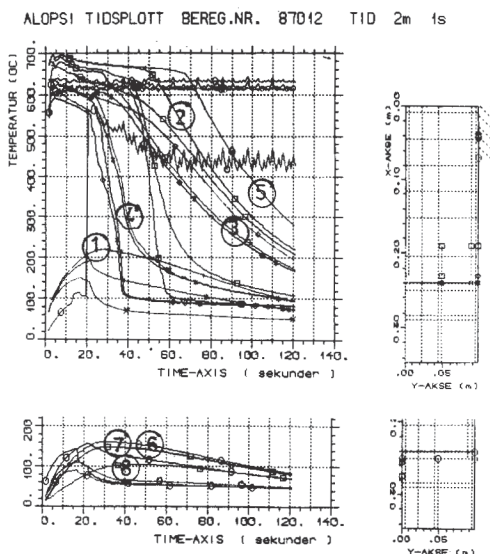 ALOPSI TIDSPLOTT BEREG.NR. 87012 TID 2m 1s
TEMPERATUR (OC)
700.
600.
500.
400.
300.
200.
100.
0.
2
5
4
3
1
0. 20. 40. 60. 80. 100. 120. 140.
TIME-AXIS ( sekunder )
X-AKSE (m)
0.00
0.10
0.20
0.30
.00 .05
Y-AKSE (m)
200
100
0.
7 6
8
0. 20. 40. 60. 80. 100. 120. 140.
TIME-AXIS ( sekunder )
.00 .05
Y-AKSE (m)